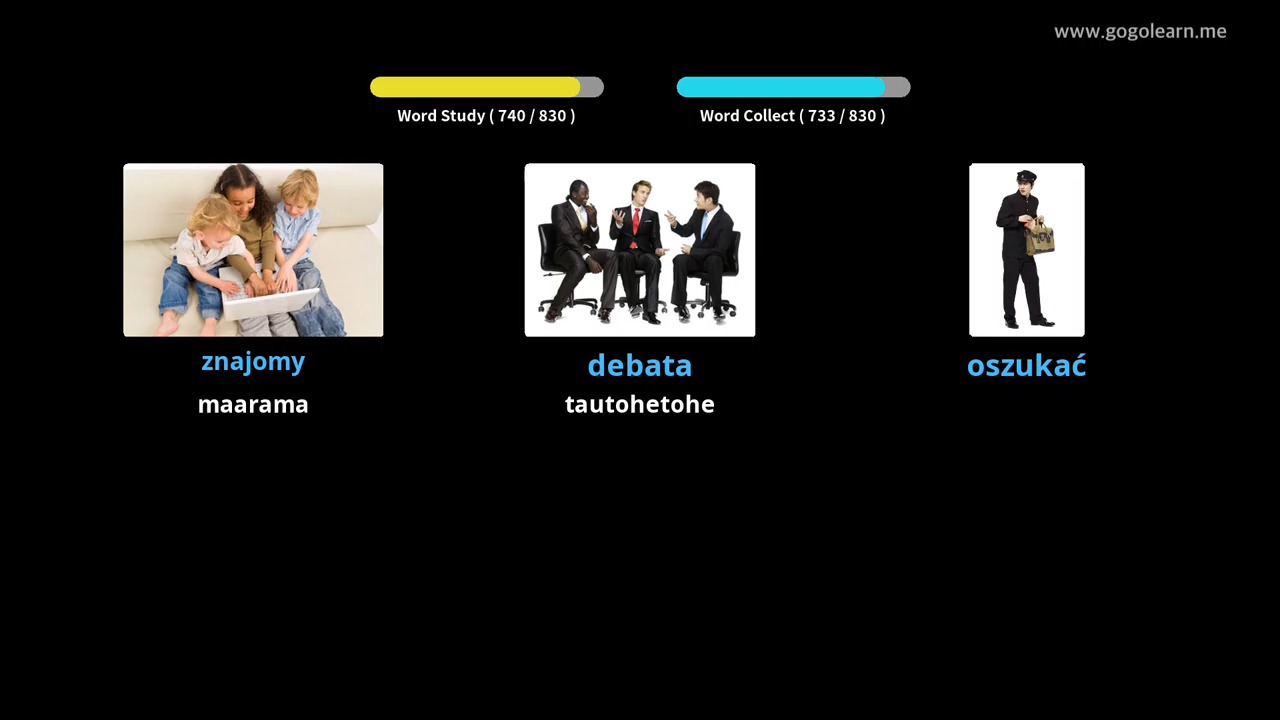 www.gogolearn.me
Word Study ( 740 / 830 )
Word Collect ( 733 / 830 )
znajomy
debata
oszukać
maarama
tautohetohe